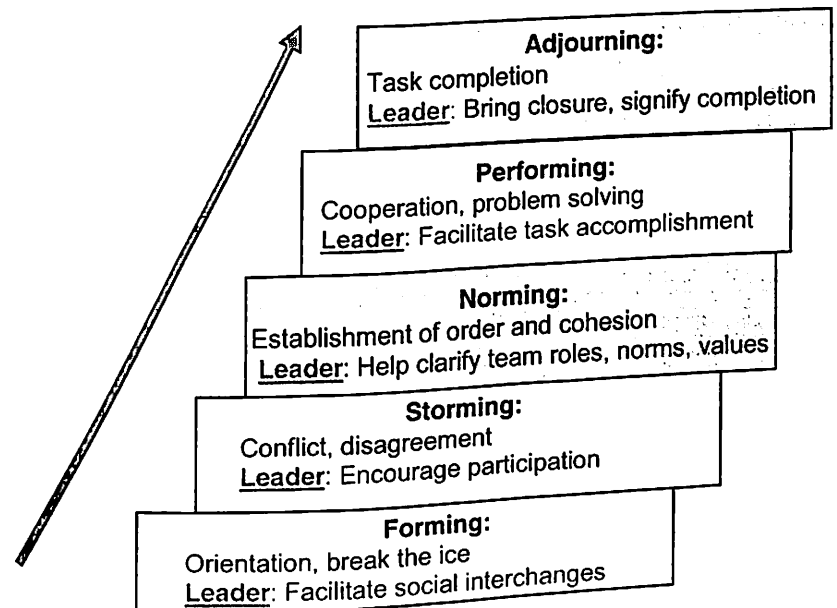 Adjourning:
Task completion
Leader: Bring closure, signify completion
Performing:
Cooperation, problem solving
Leader: Facilitate task accomplishment
Norming:
Establishment of order and cohesion
Leader: Help clarify team roles, norms, values
Storming:
Conflict, disagreement
Leader: Encourage participation
Forming:
Orientation, break the ice
Leader: Facilitate social interchanges